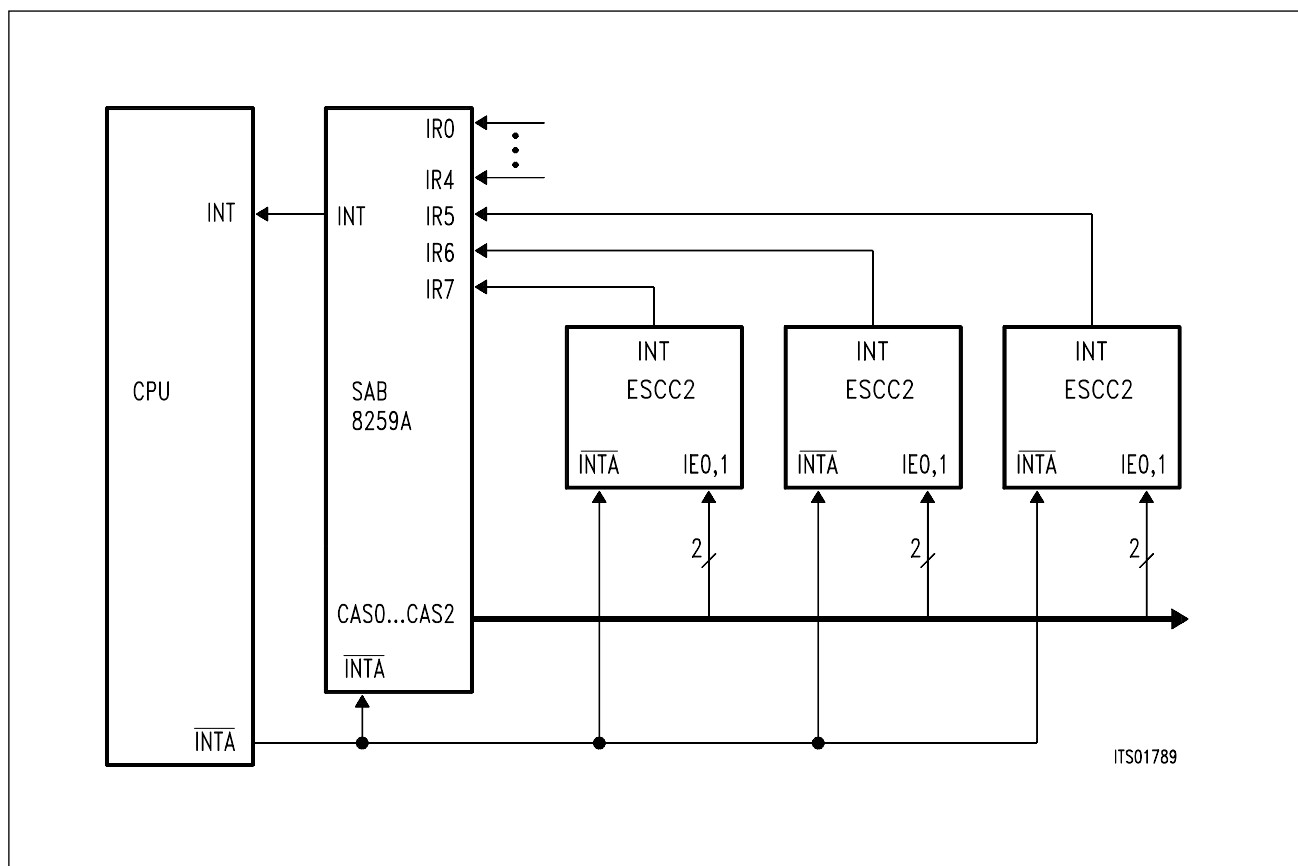 IR0
IR4
INT
INT
IR5
IR6
IR7
CPU
SAB
8259A
INT
ESCC2
INTA
IE0,1
INT
ESCC2
INTA
IE0,1
INT
ESCC2
INTA
IE0,1
2
2
2
CAS0...CAS2
INTA
INTA
ITS01789